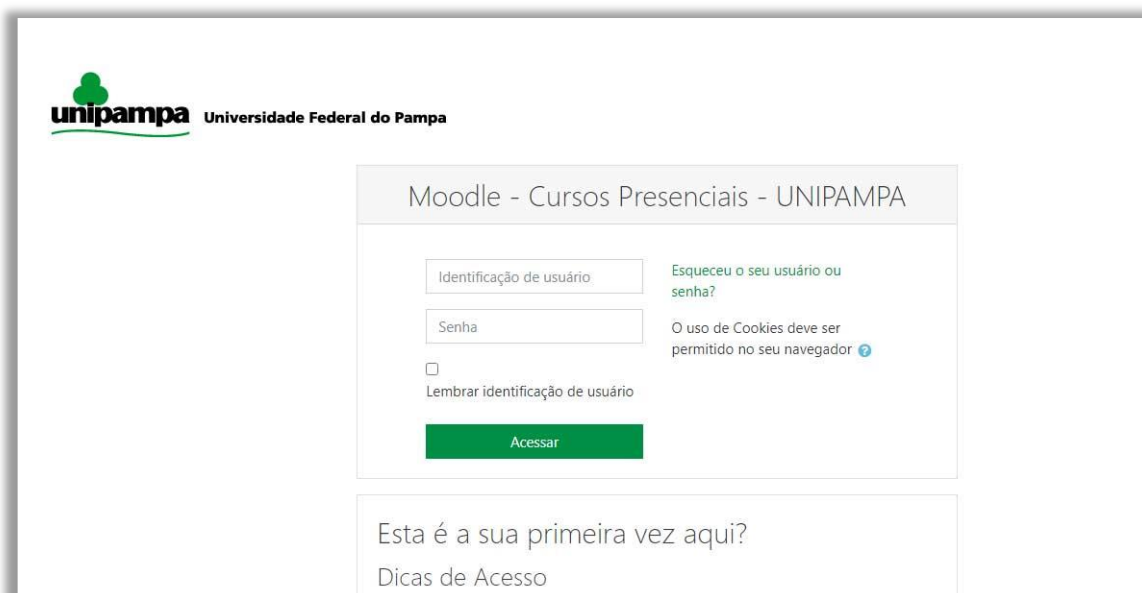 unipampa Universidade Federal do Pampa
Moodle - Cursos Presenciais - UNIPAMPA
Identificação de usuário
Senha
Lembrar identificação de usuário
Acessar
Esqueceu o seu usuário ou
senha?
O uso de Cookies deve ser
permitido no seu navegador ?
Esta é a sua primeira vez aqui?
Dicas de Acesso